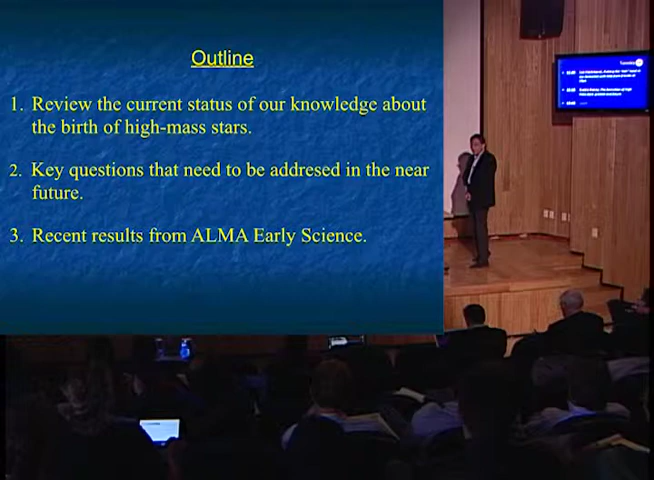 Outline
1. Review the current status of our knowledge about
the birth of high-mass stars.
2. Key questions that need to be addresed in the near
future.
3. Recent results from ALMA Early Science.